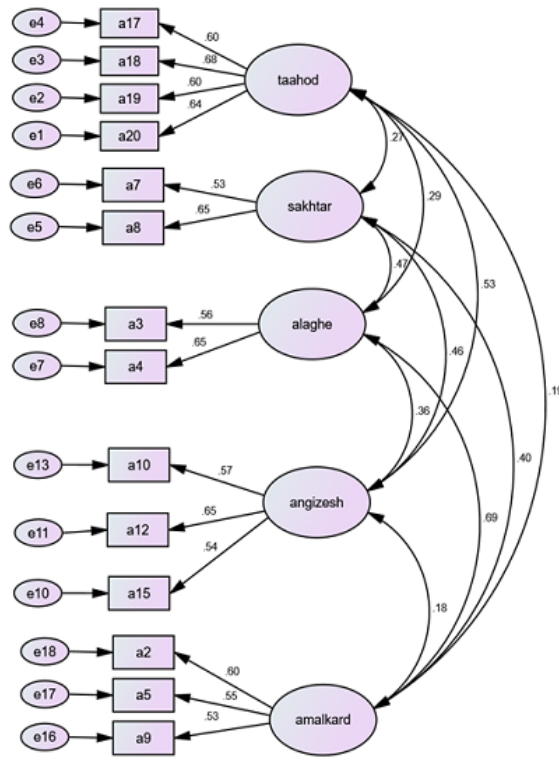 e4 a17 .60
e3 a18 .68 taahod
e2 a19 .60
e1 a20 .64
.27
e6 a7 .53
sakhtar .29
e5 a8 .65
.47 .53
e8 a3 .56 alaghe
e7 a4 .65
.46
.36 .19
e13 a10 .57 .40
e11 a12 .65 angizesh .69
e10 a15 .54
.18
e18 a2 .60
e17 a5 .55 amalkard
e16 a9 .53